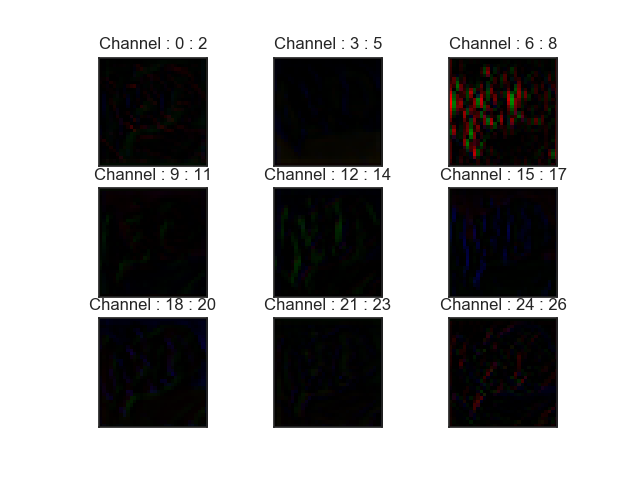 Channel : 0 : 2
Channel : 3 : 5
Channel : 6 : 8
Channel : 9 : 11
Channel : 12 : 14
Channel : 15 : 17
Channel : 18 : 20
Channel : 21 : 23
Channel : 24 : 26